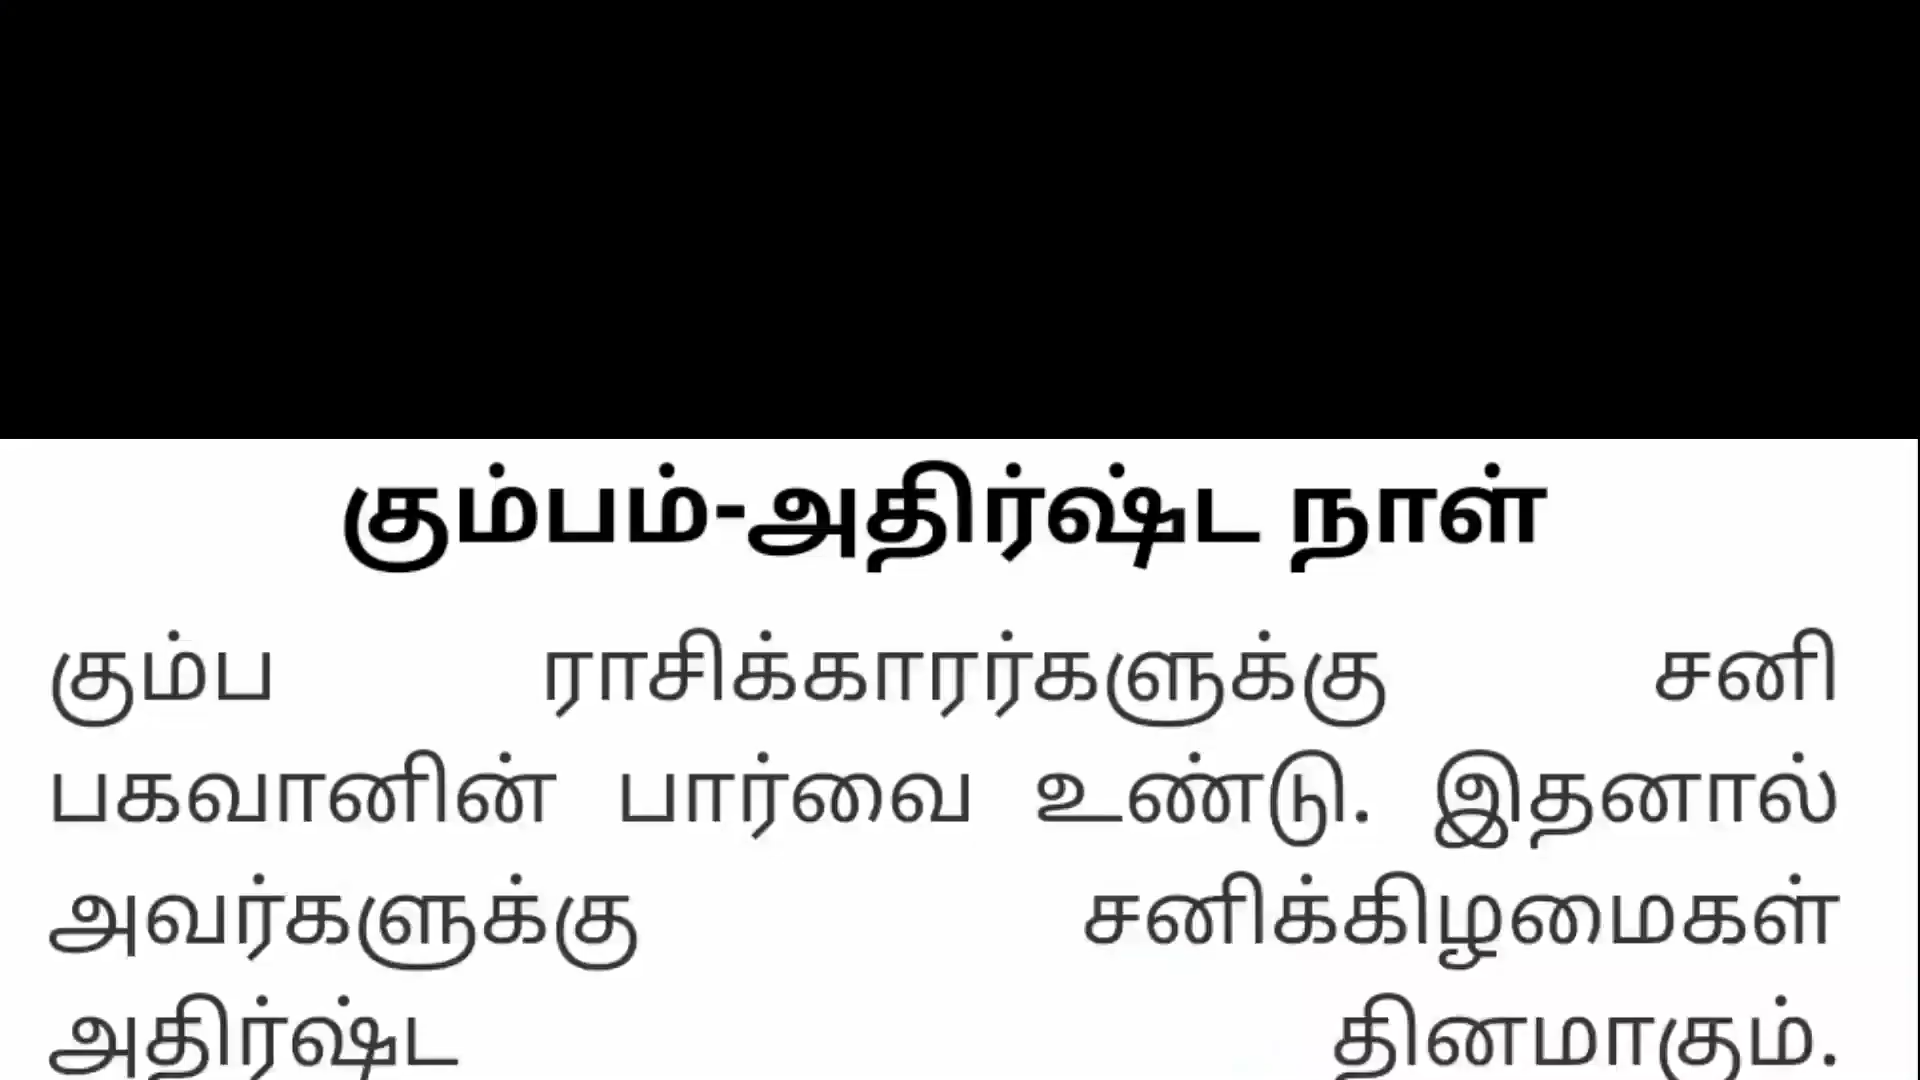 கும்பம்-அதிர்ஷ்ட நாள்
கும்ப ராசிக்காரர்களுக்கு சனி
பகவானின் பார்வை உண்டு. இதனால்
அவர்களுக்கு சனிக்கிழமைகள்
அதிர்ஷ்ட தினமாகும்.